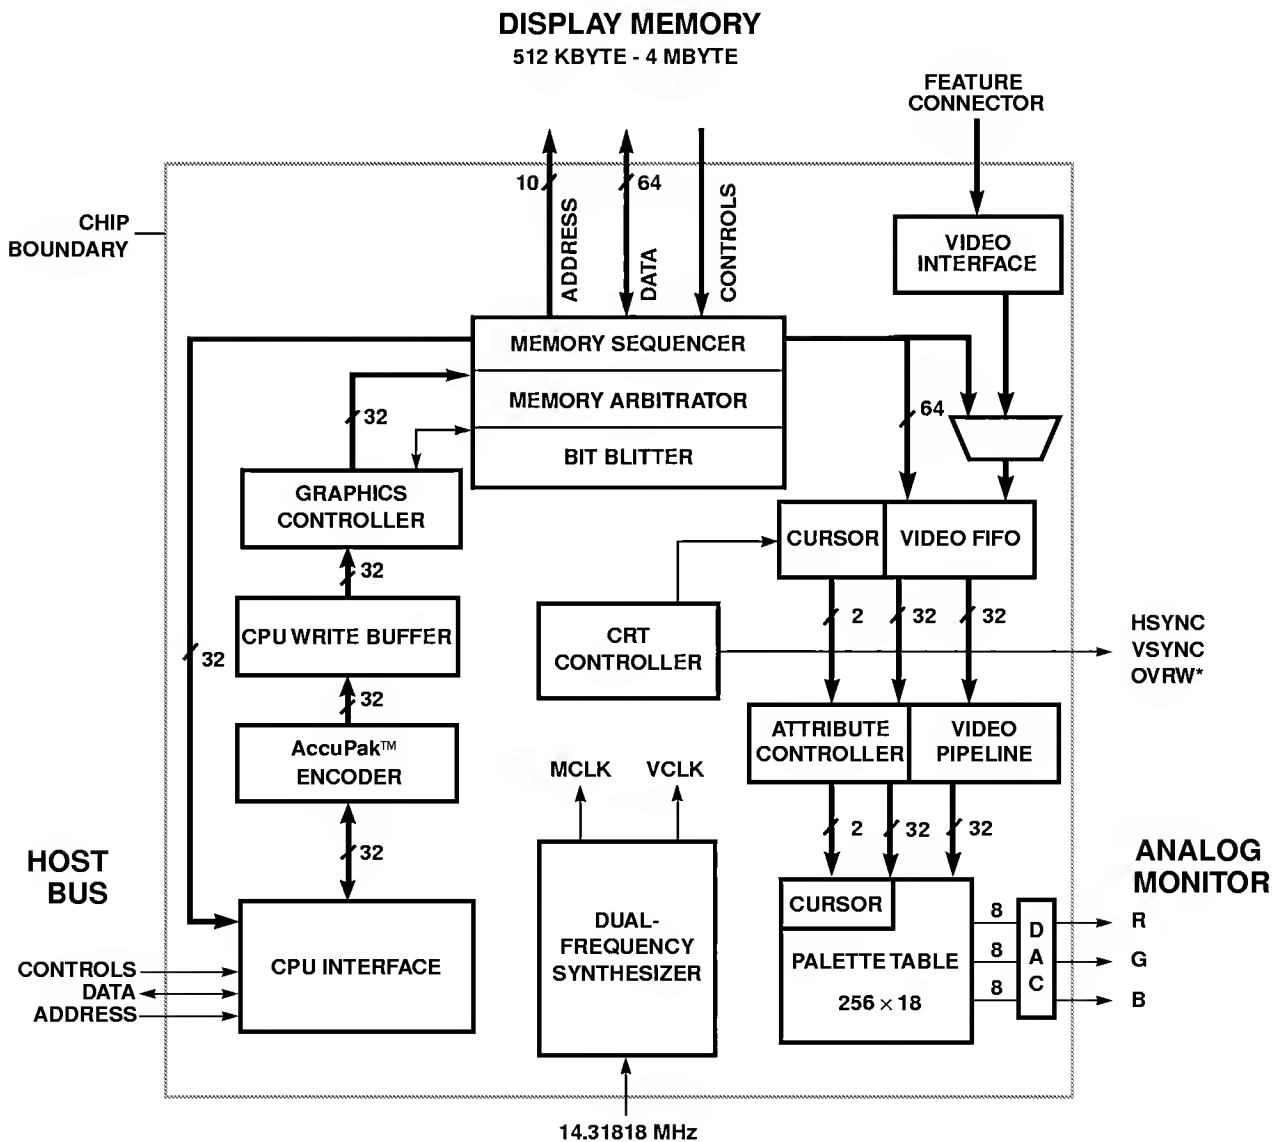 DISPLAY MEMORY
512 KBYTE - 4 MBYTE
FEATURE
CONNECTOR
10
64
ADDRESS
DATA
CONTROLS
CHIP
BOUNDARY
VIDEO
INTERFACE
MEMORY SEQUENCER
MEMORY ARBITRATOR
BIT BLITTER
32
64
GRAPHICS
CONTROLLER
CURSOR
VIDEO FIFO
32
CPU WRITE BUFFER
CRT
CONTROLLER
2
32
32
HSYNC
VSYNC
OVRW*
32
32
AccuPak™
ENCODER
ATTRIBUTE
CONTROLLER
VIDEO
PIPELINE
MCLK
VCLK
32
2
32
32
HOST
BUS
ANALOG
MONITOR
CPU INTERFACE
CONTROLS
DATA
ADDRESS
DUAL-
FREQUENCY
SYNTHESIZER
CURSOR
PALETTE TABLE
256 × 18
8
8
8
D
A
C
R
G
B
14.31818 MHz